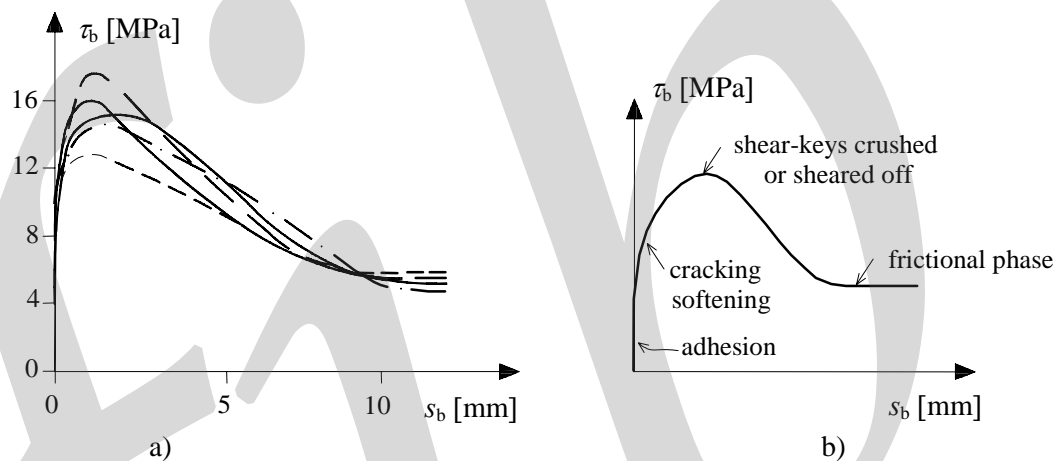 τb [MPa]
16
12
8
4
0
0
5
10
sb [mm]
a)
τb [MPa]
shear-keys crushed
or sheared off
cracking
softening
frictional phase
adhesion
sb [mm]
b)